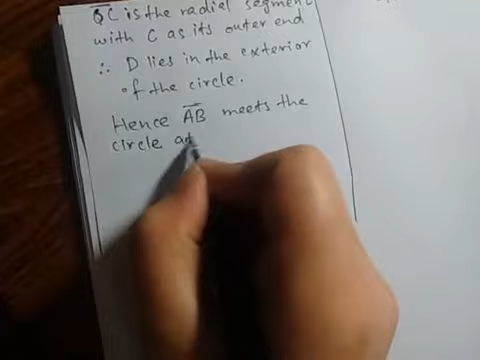 QC is the radial segment
with C as its outer end
∴ D lies in the exterior
of the circle.
Hence AB meets the
circle at